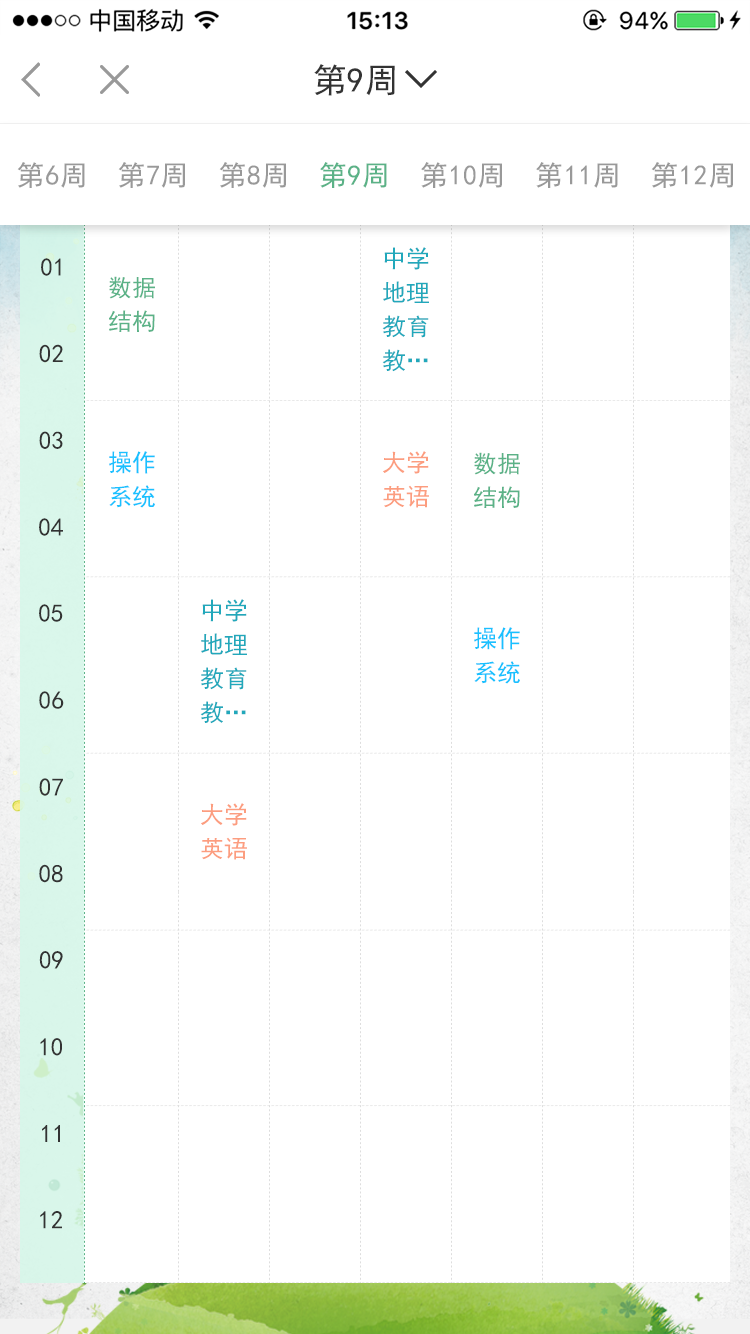 中国移动 15:13 94%
第9周
第6周 第7周 第8周 第9周 第10周 第11周 第12周
01
02
数据
结构
中学
地理
教育
教…
03
04
操作
系统
大学
英语
数据
结构
05
06
中学
地理
教育
教…
操作
系统
07
08
大学
英语
09
10
11
12